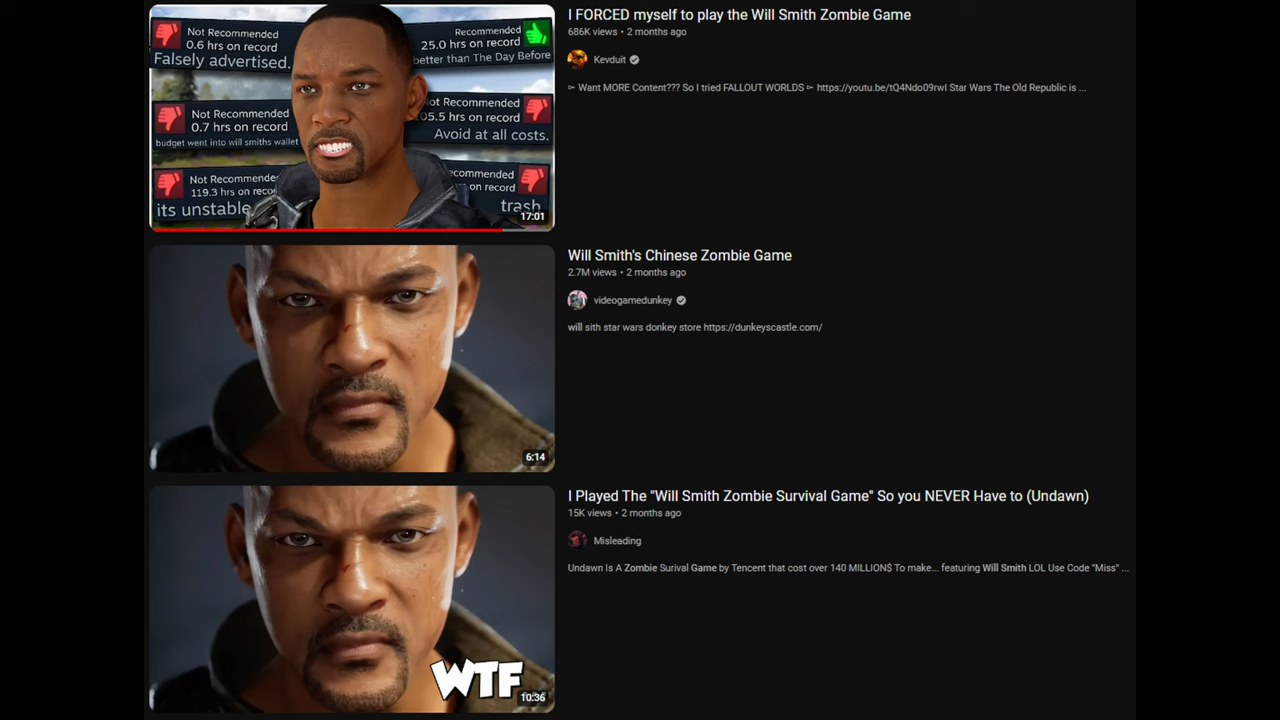 Not Recommended
0.6 hrs on record
Falsely advertised.
Recommended
25.0 hrs on record
better than The Day Before
Not Recommended
0.7 hrs on record
budget went into will smiths wallet
ot Recommended
05.5 hrs on record
Avoid at all costs.
Not Recommended
119.3 hrs on recor
its unstable
ecommended
rs on record
trash
17:01
I FORCED myself to play the Will Smith Zombie Game
686K views • 2 months ago
Kevduit
⌲ Want MORE Content??? So I tried FALLOUT WORLDS ⌲ https://youtu.be/tQ4Ndo09rwI Star Wars The Old Republic is ...
6:14
Will Smith's Chinese Zombie Game
2.7M views • 2 months ago
videogamedunkey
will sith star wars donkey store https://dunkeyscastle.com/
WTF
10:36
I Played The "Will Smith Zombie Survival Game" So you NEVER Have to (Undawn)
15K views • 2 months ago
Misleading
Undawn Is A Zombie Surival Game by Tencent that cost over 140 MILLION$ To make... featuring Will Smith LOL Use Code "Miss" ...